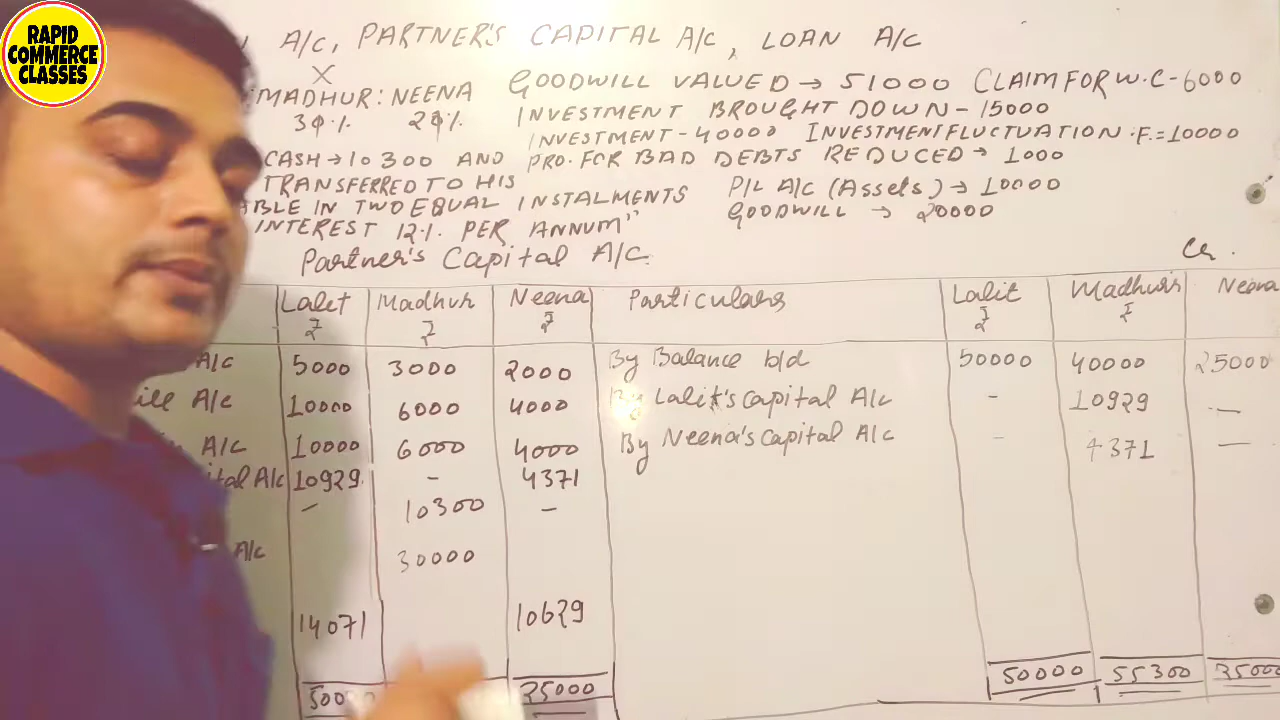 RAPID
COMMERCE
CLASSES
A/C, PARTNER'S CAPITAL A/C, LOAN A/C
MADHUR: NEENA GOODWILL VALUED → 51000 CLAIM FOR W.C - 6000
30% 20% INVESTMENT BROUGHT DOWN - 15000
INVESTMENT - 40000 INVESTMENT FLUCTUATION .F. = 10000
CASH → 10300 AND PRO. FOR BAD DEBTS REDUCED → 1000
TRANSFERRED TO HIS
ABLE IN TWO EQUAL INSTALMENTS P/L A/C (Assets) → 10000
INTEREST 12% PER ANNUM" GOODWILL → 20000
Partner's Capital A/C. Cr.
Lalit Madhur Neena Particulars Lalit Madhur Neena
₹ ₹ ₹ ₹ ₹
A/C 5000 3000 2000 By Balance b/d 50000 40000 25000
A/C 10000 6000 4000 By Lalit's capital A/C - 10929 -
A/C 10000 6000 4000 By Neena's capital A/C - 4371 -
ital A/C 10929 - 4371
- 10300 -
A/C 30000
14071 10629
500 25000 50000 55300 25000